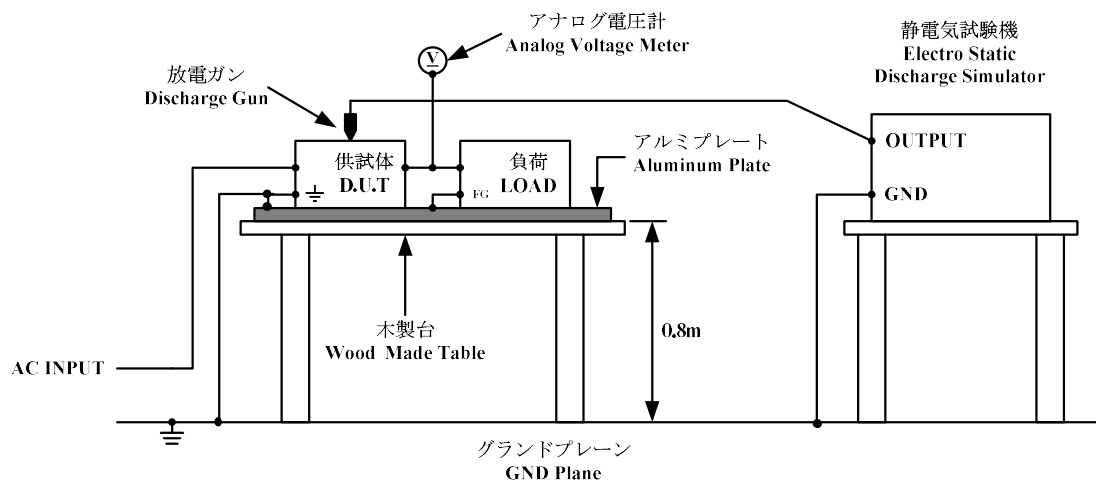 アナログ電圧計
Analog Voltage Meter
静電気試験機
Electro Static
Discharge Simulator
V
放電ガン
Discharge Gun
アルミプレート
Aluminum Plate
OUTPUT
供試体
D.U.T
負荷
LOAD
FG
GND
木製台
Wood Made Table
0.8m
AC INPUT
グランドプレーン
GND Plane